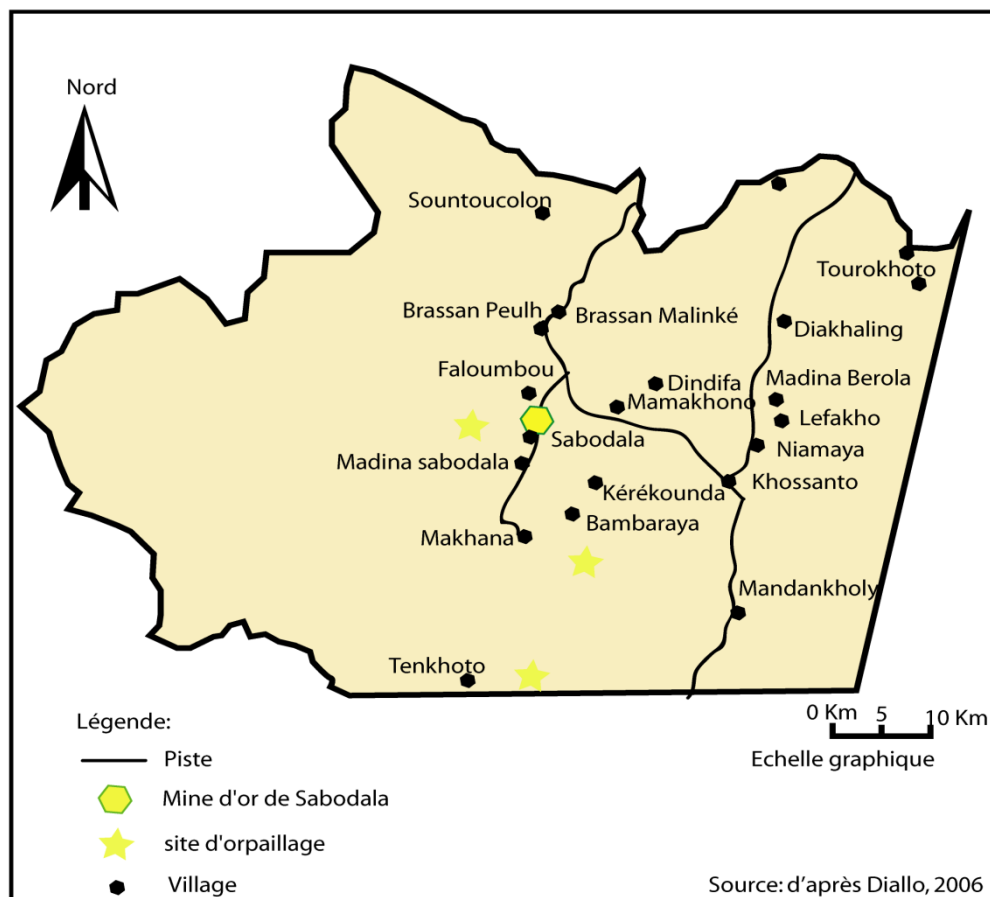 Nord
Sountoucolon
Tourokhoto
Brassan Peulh
Brassan Malinké
Diakhaling
Faloumbou
Dindifa
Madina Berola
Mamakhono
Lefakho
Sabodala
Niamaya
Madina sabodala
Kérékounda
Khossanto
Bambaraya
Makhana
Mandankholy
Tenkhoto
0 Km 5 10 Km
Echelle graphique
Légende:
Piste
Mine d'or de Sabodala
site d'orpaillage
Village
Source: d'après Diallo, 2006